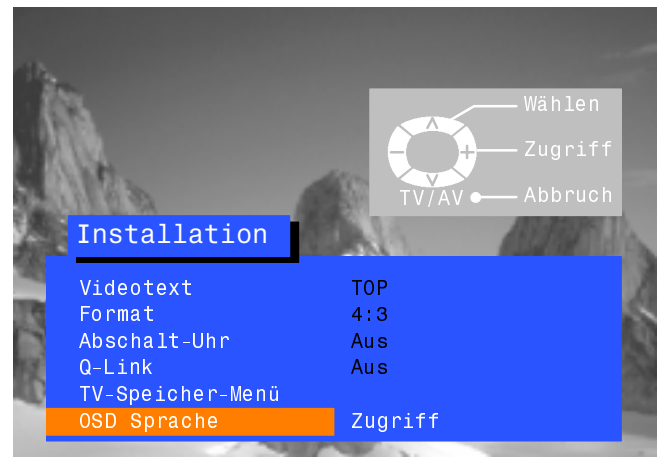 Wählen
Zugriff
TV/AV Abbruch
Installation
Videotext TOP
Format 4:3
Abschalt-Uhr Aus
Q-Link Aus
TV-Speicher-Menü
OSD Sprache Zugriff